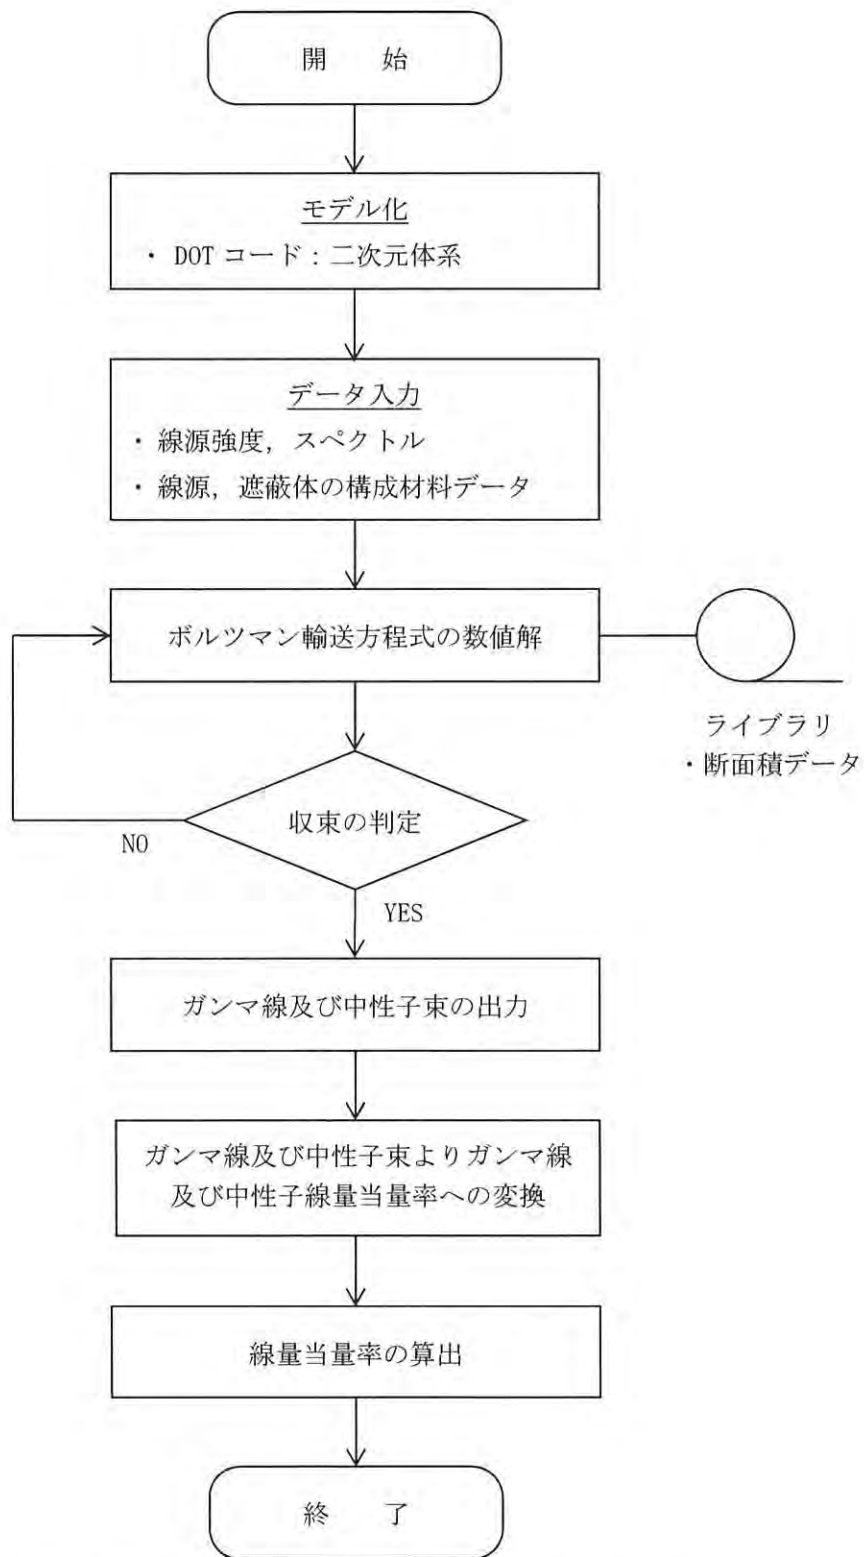 開　始
モデル化
・ DOT コード：二次元体系
データ入力
・ 線源強度，スペクトル
・ 線源，遮蔽体の構成材料データ
ボルツマン輸送方程式の数値解
ライブラリ
・断面積データ
収束の判定
NO
YES
ガンマ線及び中性子束の出力
ガンマ線及び中性子束よりガンマ線
及び中性子線量当量率への変換
線量当量率の算出
終　了